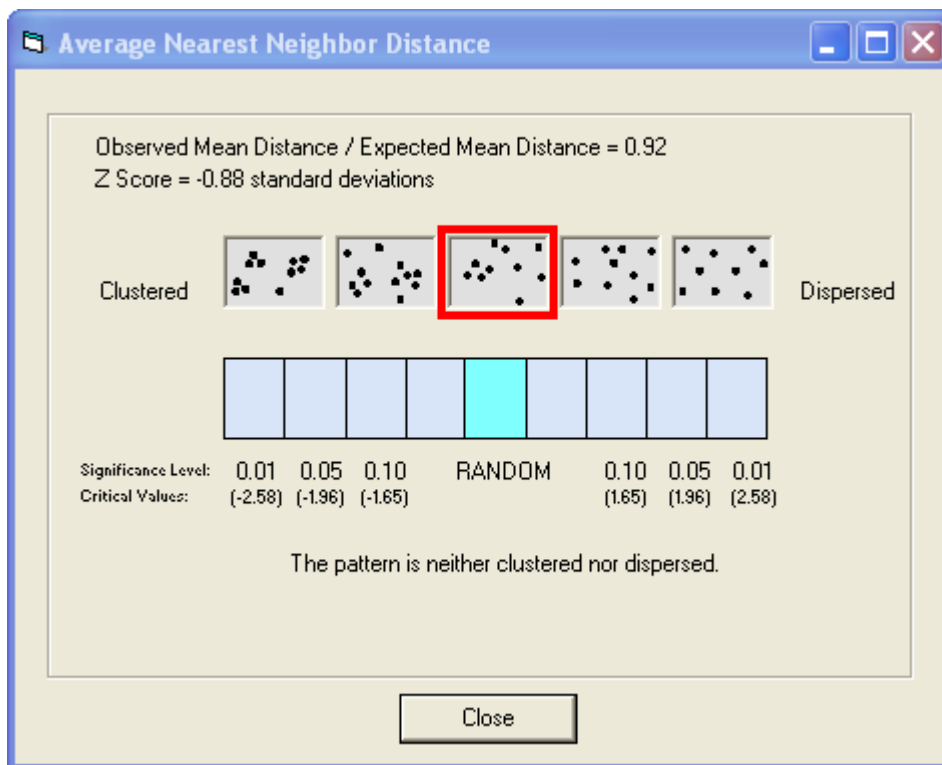 Average Nearest Neighbor Distance
Observed Mean Distance / Expected Mean Distance = 0.92
Z Score = -0.88 standard deviations
Clustered
Dispersed
Significance Level: 0.01 0.05 0.10 RANDOM 0.10 0.05 0.01
Critical Values: (-2.58) (-1.96) (-1.65) (1.65) (1.96) (2.58)
The pattern is neither clustered nor dispersed.
Close